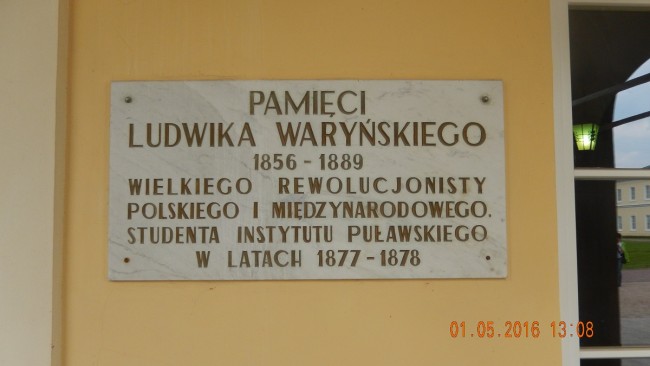 PAMIĘCI
LUDWIKA WARYŃSKIEGO
1856 - 1889
WIELKIEGO REWOLUCJONISTY
POLSKIEGO I MIĘDZYNARODOWEGO.
STUDENTA INSTYTUTU PUŁAWSKIEGO
W LATACH 1877 - 1878
01.05.2016 13:08